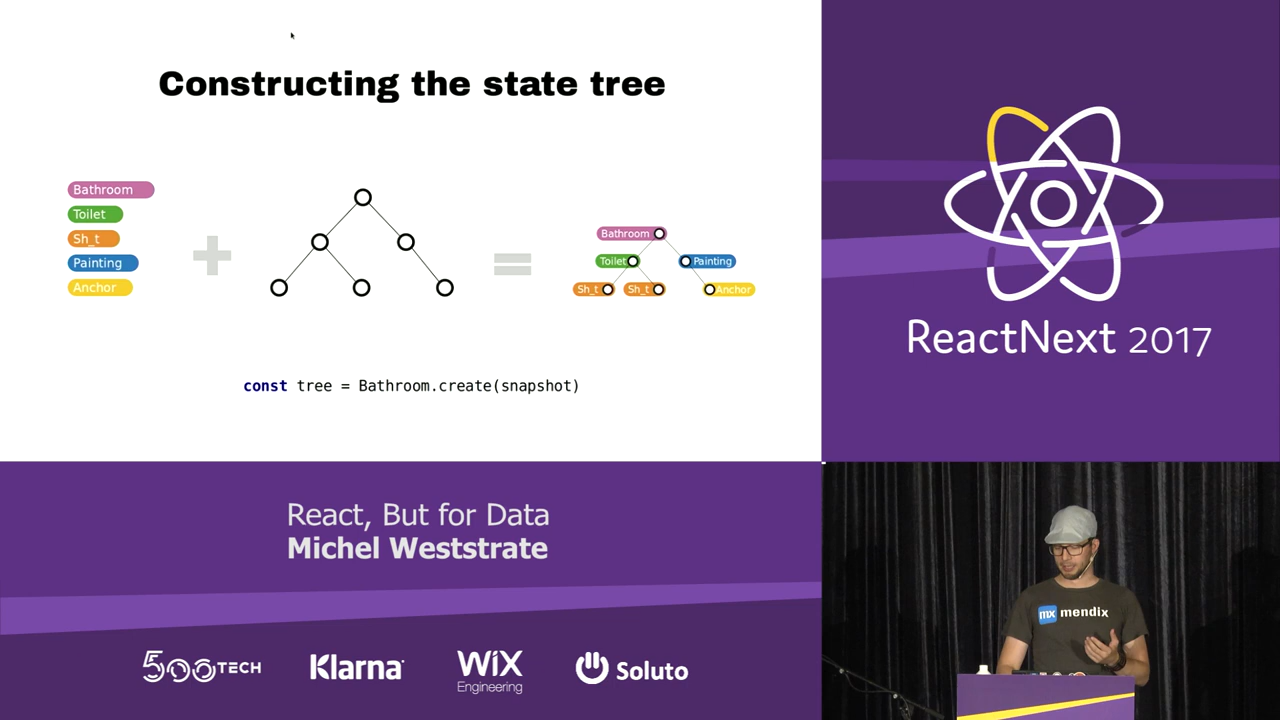 Constructing the state tree
Bathroom
Toilet
Sh_t
Painting
Anchor
Bathroom
Toilet
Painting
Sh_t
Sh_t
Anchor
const tree = Bathroom.create(snapshot)
ReactNext 2017
React, But for Data
Michel Weststrate
500TECH
Klarna
WiX
Engineering
Soluto
mx mendix